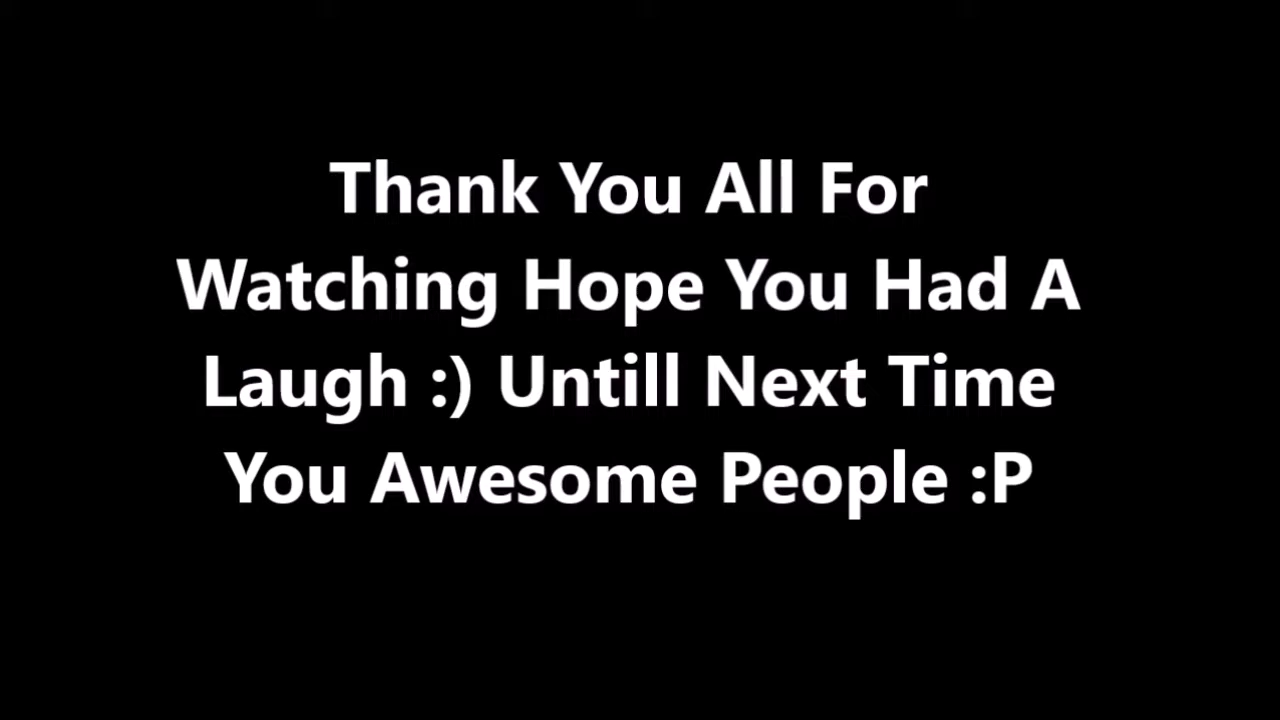 Thank You All For
Watching Hope You Had A
Laugh :) Untill Next Time
You Awesome People :P